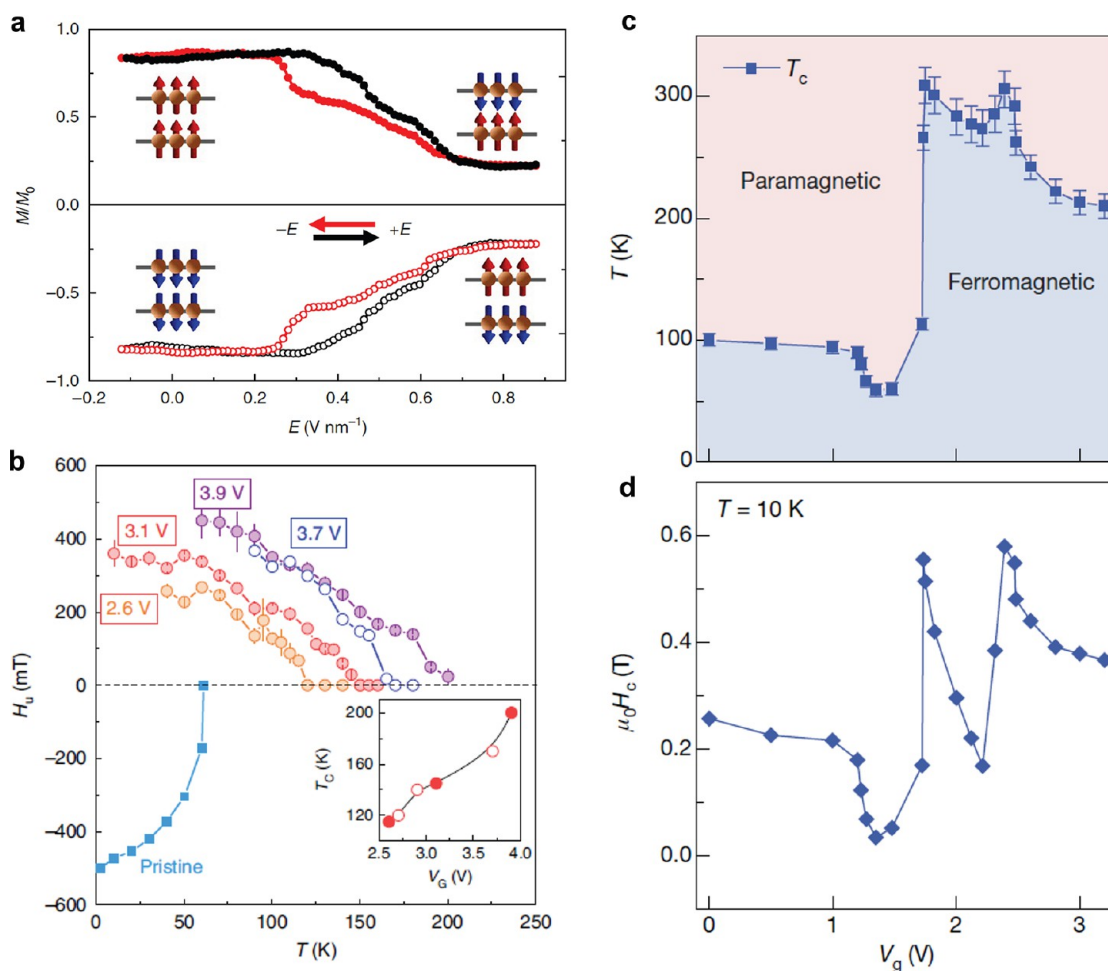 a
1.0
0.5
0.0
−0.5
−1.0
M/M0
−E
+E
−0.2
0.0
0.2
0.4
0.6
0.8
E (V nm−1)
b
600
400
200
0
−200
−400
−600
Hu (mT)
3.9 V
3.1 V
3.7 V
2.6 V
Pristine
200
160
120
TC (K)
2.5
3.0
3.5
4.0
VG (V)
0
50
100
150
200
250
T (K)
c
Tc
300
200
100
0
T (K)
Paramagnetic
Ferromagnetic
d
T = 10 K
0.6
0.4
0.2
0.0
μ0Hc (T)
0
1
2
3
Vg (V)